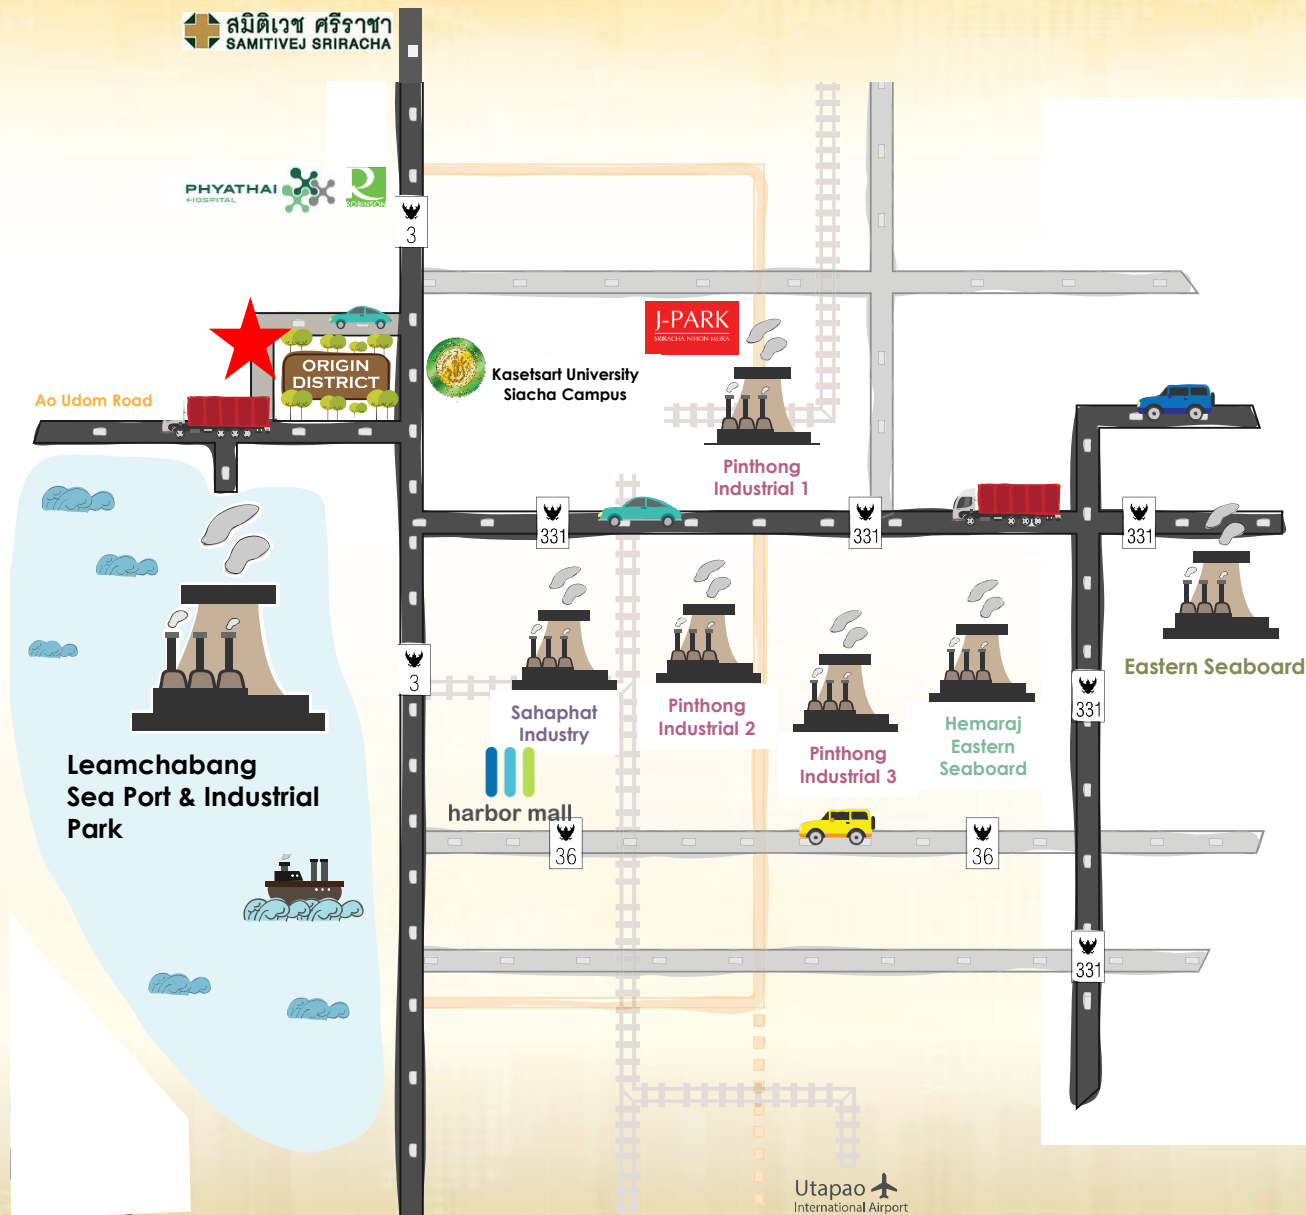 สมิติเวช ศรีราชา
SAMITIVEJ SRIRACHA
PHYATHAI
HOSPITAL
R
ROBINSON
3
J-PARK
SRIRACHA NIHON MURA
ORIGIN
DISTRICT
Kasetsart University
Siacha Campus
Ao Udom Road
Pinthong
Industrial 1
331
331
331
Eastern Seaboard
3
331
Sahaphat
Industry
Pinthong
Industrial 2
Pinthong
Industrial 3
Hemaraj
Eastern
Seaboard
Leamchabang
Sea Port & Industrial
Park
harbor mall
36
36
331
Utapao
International Airport